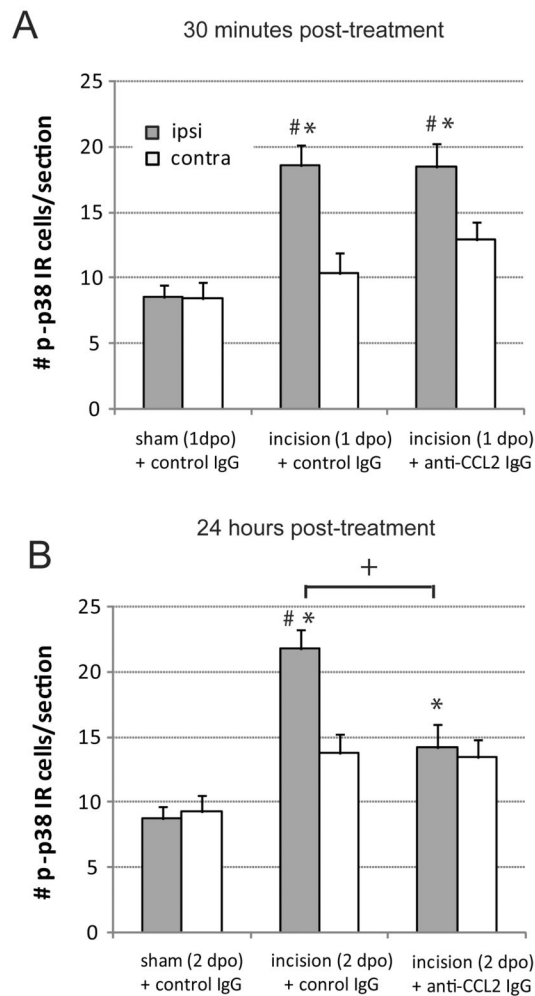 A
30 minutes post-treatment
# p-p38 IR cells/section
25
20
15
10
5
0
ipsi
contra
# *
# *
sham (1dpo)
+ control IgG
incision (1 dpo)
+ control IgG
incision (1 dpo)
+ anti-CCL2 IgG
B
24 hours post-treatment
# p-p38 IR cells/section
+
25
20
15
10
5
0
# *
*
sham (2 dpo)
+ control IgG
incision (2 dpo)
+ conrol IgG
incision (2 dpo)
+ anti-CCL2 IgG